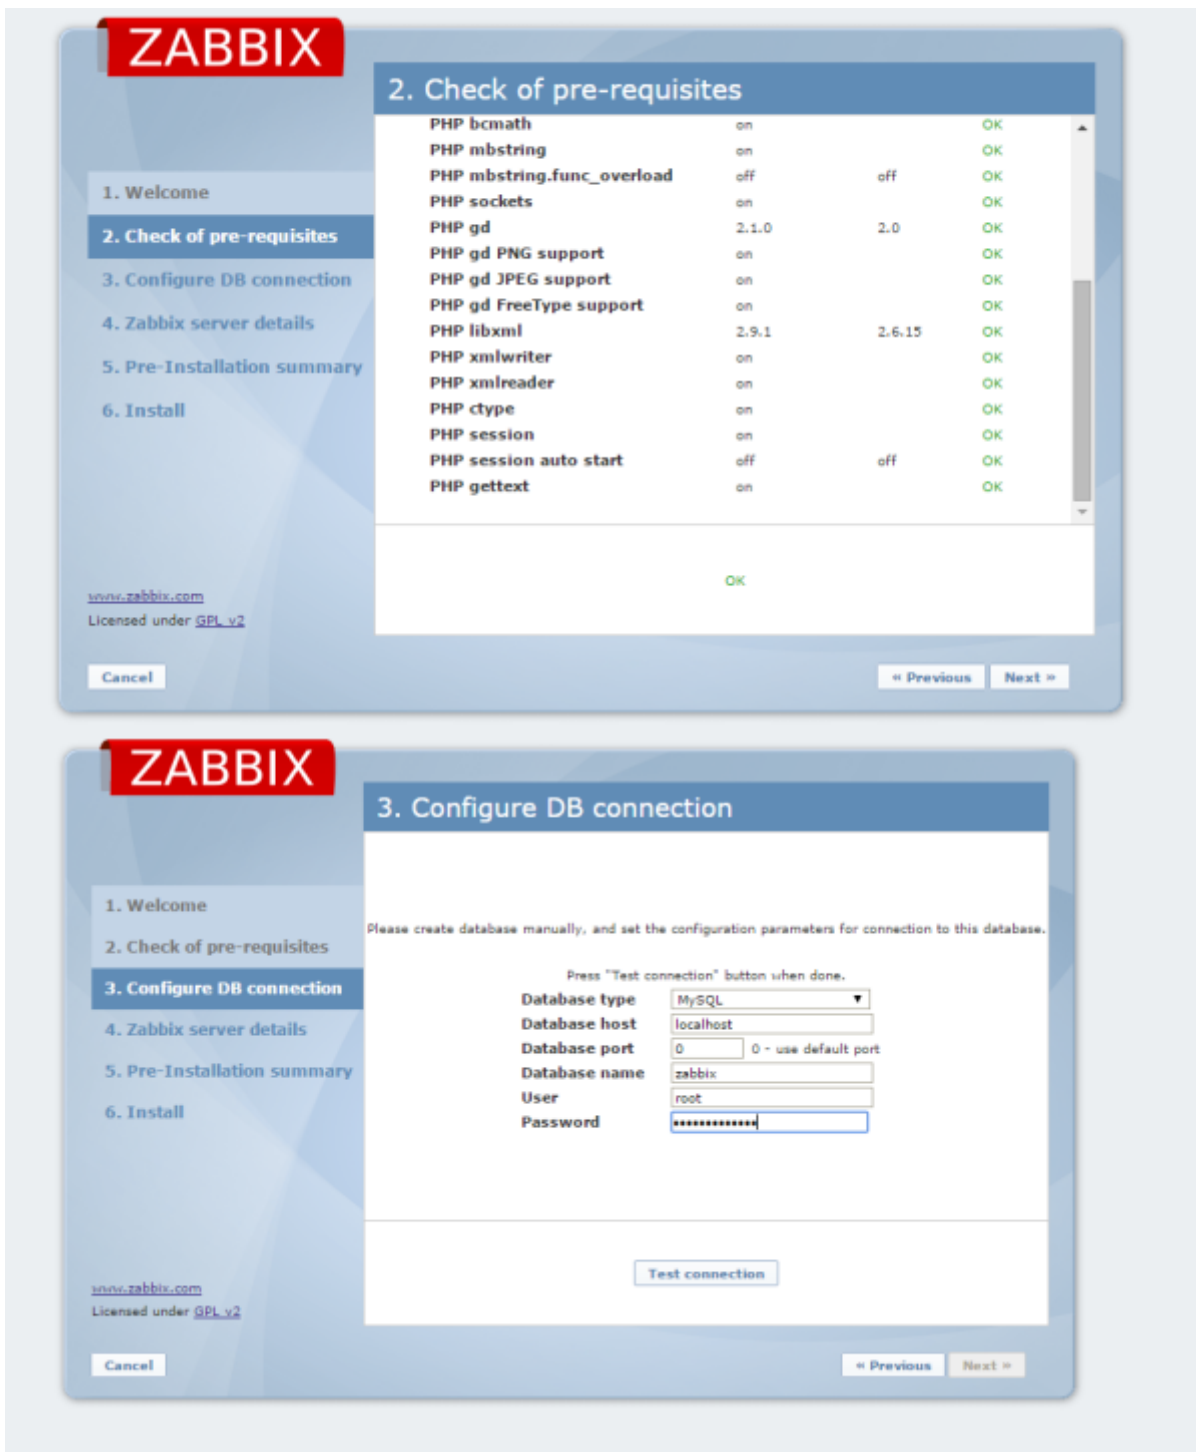 ZABBIX
2. Check of pre-requisites
1. Welcome
2. Check of pre-requisites
3. Configure DB connection
4. Zabbix server details
5. Pre-Installation summary
6. Install
PHP bcmath on OK
PHP mbstring on OK
PHP mbstring.func_overload off off OK
PHP sockets on OK
PHP gd 2.1.0 2.0 OK
PHP gd PNG support on OK
PHP gd JPEG support on OK
PHP gd FreeType support on OK
PHP libxml 2.9.1 2.6.15 OK
PHP xmlwriter on OK
PHP xmlreader on OK
PHP ctype on OK
PHP session on OK
PHP session auto start off off OK
PHP gettext on OK
OK
www.zabbix.com
Licensed under GPL v2
Cancel
« Previous
Next »
ZABBIX
3. Configure DB connection
1. Welcome
2. Check of pre-requisites
3. Configure DB connection
4. Zabbix server details
5. Pre-Installation summary
6. Install
Please create database manually, and set the configuration parameters for connection to this database.
Press "Test connection" button when done.
Database type MySQL
Database host localhost
Database port 0 0 - use default port
Database name zabbix
User root
Password •••••••••••••
Test connection
www.zabbix.com
Licensed under GPL v2
Cancel
« Previous
Next »